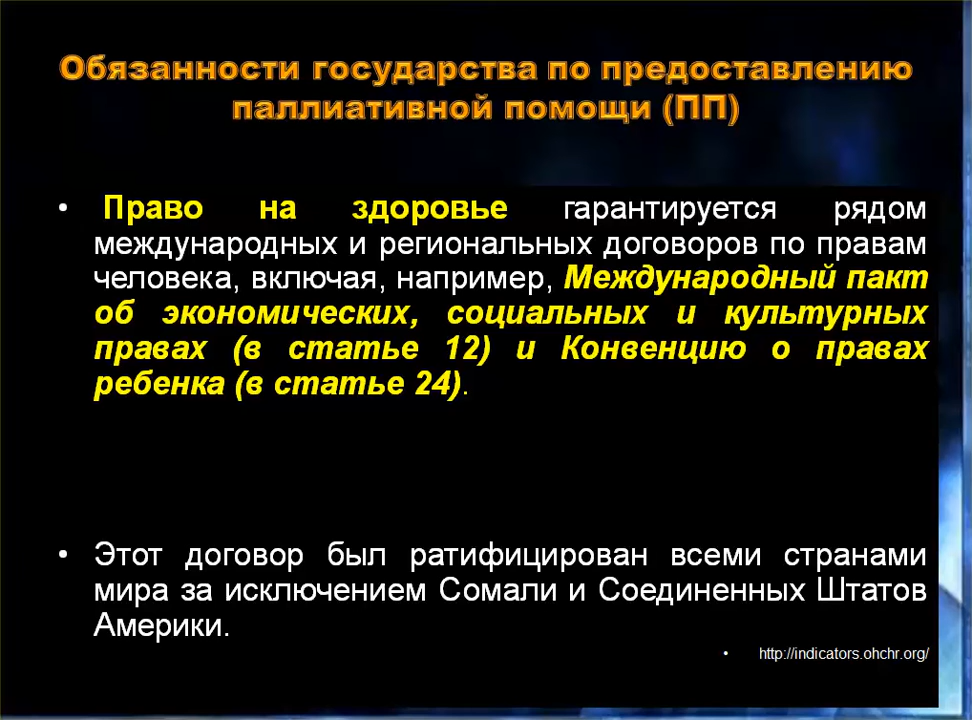 Обязанности государства по предоставлению
паллиативной помощи (ПП)
• Право на здоровье гарантируется рядом
международных и региональных договоров по правам
человека, включая, например, Международный пакт
об экономических, социальных и культурных
правах (в статье 12) и Конвенцию о правах
ребенка (в статье 24).
• Этот договор был ратифицирован всеми странами
мира за исключением Сомали и Соединенных Штатов
Америки.
• http://indicators.ohchr.org/